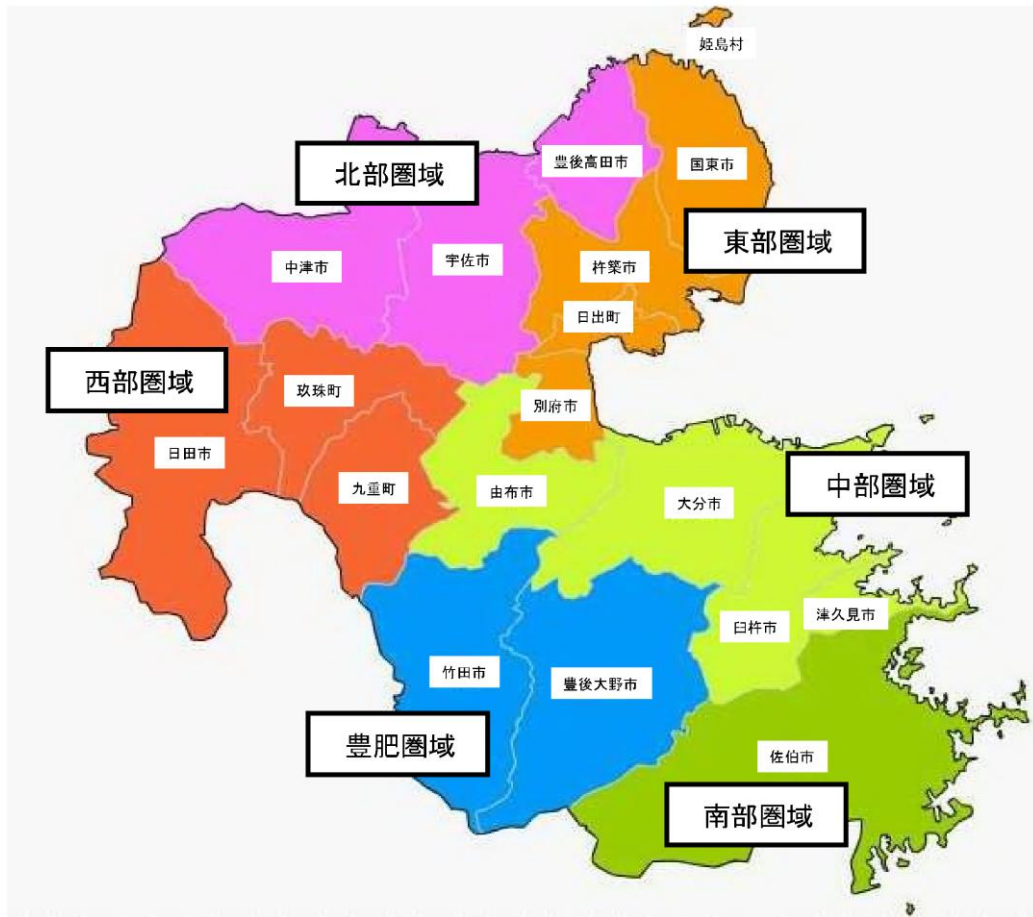 姫島村
豊後高田市
国東市
北部圏域
東部圏域
中津市
宇佐市
杵築市
日出町
西部圏域
玖珠町
別府市
日田市
九重町
由布市
大分市
中部圏域
臼杵市
津久見市
竹田市
豊後大野市
豊肥圏域
佐伯市
南部圏域